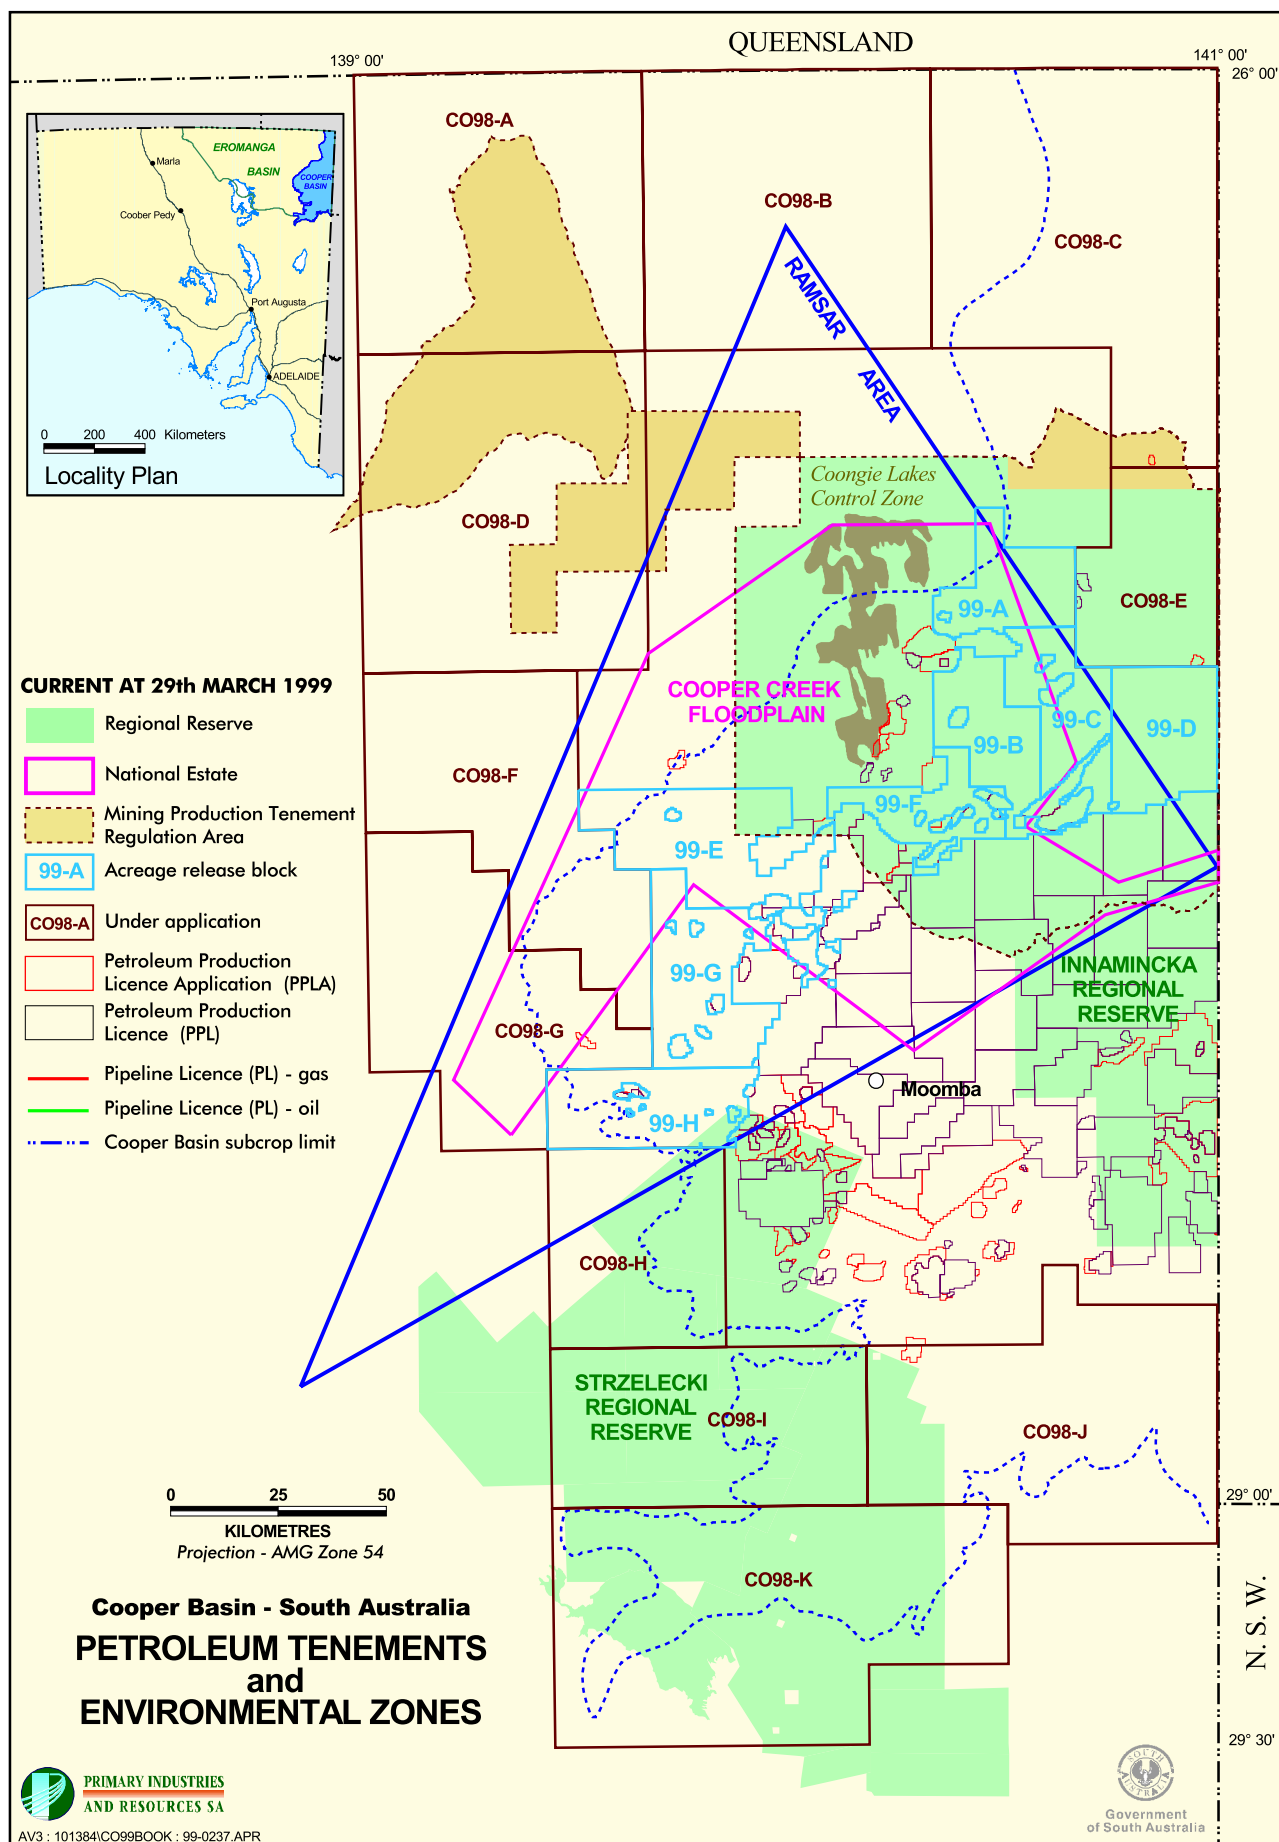 QUEENSLAND
139° 00'
141° 00'
26° 00'
CO98-A
CO98-B
CO98-C
RAMSAR
AREA
EROMANGA
BASIN
COOPER
BASIN
Marla
Coober Pedy
Port Augusta
ADELAIDE
0 200 400 Kilometers
Locality Plan
Coongie Lakes
Control Zone
CO98-D
CO98-E
99-A
COOPER CREEK
FLOODPLAIN
99-B
99-C
99-D
CO98-F
99-F
99-E
99-G
CO98-G
INNAMINCKA
REGIONAL
RESERVE
Moomba
99-H
CO98-H
STRZELECKI
REGIONAL
RESERVE
CO98-I
CO98-J
CO98-K
29° 00'
N. S. W.
29° 30'
CURRENT AT 29th MARCH 1999
Regional Reserve
National Estate
Mining Production Tenement
Regulation Area
99-A Acreage release block
CO98-A Under application
Petroleum Production
Licence Application (PPLA)
Petroleum Production
Licence (PPL)
Pipeline Licence (PL) - gas
Pipeline Licence (PL) - oil
Cooper Basin subcrop limit
0 25 50
KILOMETRES
Projection - AMG Zone 54
Cooper Basin - South Australia
PETROLEUM TENEMENTS
and
ENVIRONMENTAL ZONES
PRIMARY INDUSTRIES
AND RESOURCES SA
AV3 : 101384\CO99BOOK : 99-0237.APR
SOUTH
AUSTRALIA
Government
of South Australia